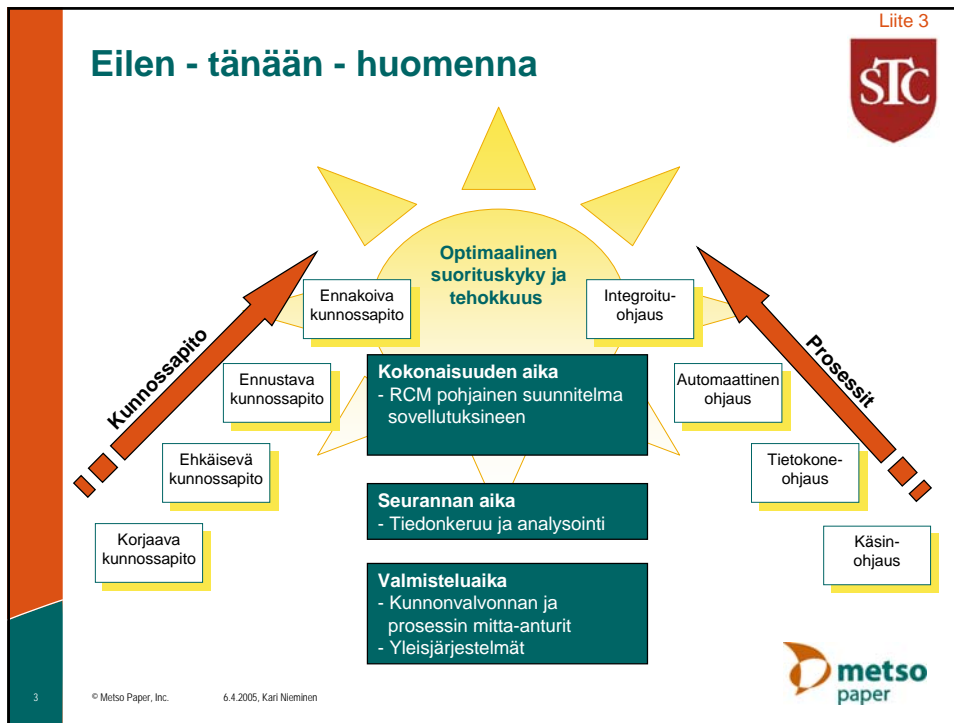 Liite 3
Eilen - tänään - huomenna
STC
Optimaalinen
suorituskyky ja
tehokkuus
Kunnossapito
Ennakoiva
kunnossapito
Ennustava
kunnossapito
Ehkäisevä
kunnossapito
Korjaava
kunnossapito
Kokonaisuuden aika
- RCM pohjainen suunnitelma
sovellutuksineen
Seurannan aika
- Tiedonkeruu ja analysointi
Valmisteluaika
- Kunnonvalvonnan ja
prosessin mitta-anturit
- Yleisjärjestelmät
Prosessit
Integroitu-
ohjaus
Automaattinen
ohjaus
Tietokone-
ohjaus
Käsin-
ohjaus
metso
paper
3 © Metso Paper, Inc. 6.4.2005, Kari Nieminen